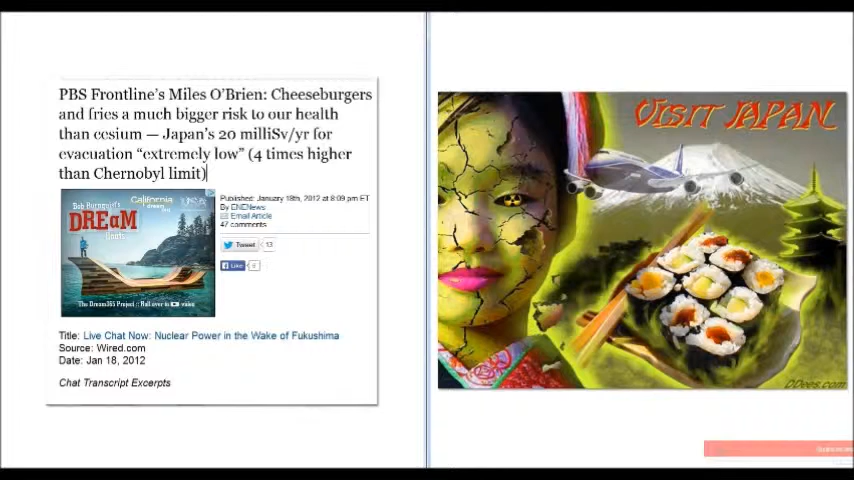 PBS Frontline's Miles O'Brien: Cheeseburgers
and fries a much bigger risk to our health
than cesium — Japan's 20 milliSv/yr for
evacuation "extremely low" (4 times higher
than Chernobyl limit)
Bob Burnquist's
DREAM
California
The Dream365 Project :: Roll over to video
Published: January 18th, 2012 at 8:09 pm ET
By ENENews
Email Article
47 comments
Tweet 13
Like
Title: Live Chat Now: Nuclear Power in the Wake of Fukushima
Source: Wired.com
Date: Jan 18, 2012
Chat Transcript Excerpts
VISIT JAPAN
DDees.com